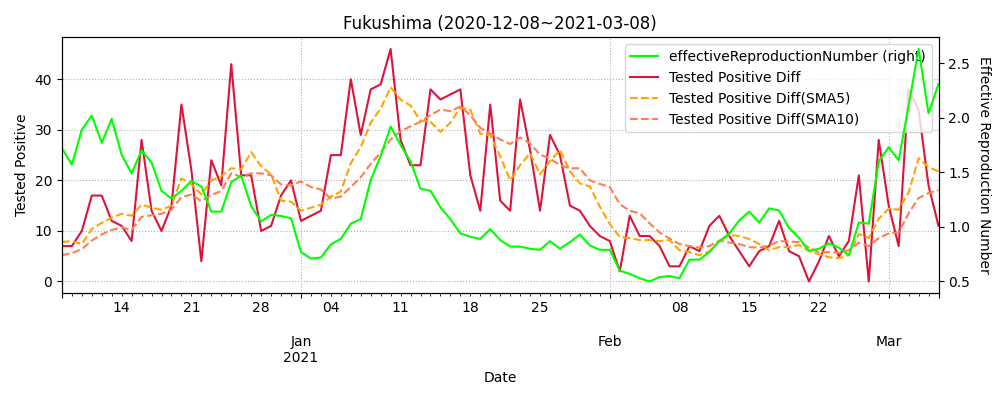 Fukushima (2020-12-08~2021-03-08)
effectiveReproductionNumber (right)
Tested Positive Diff
Tested Positive Diff(SMA5)
Tested Positive Diff(SMA10)
Tested Positive
40
30
20
10
0
2.5
2.0
1.5
1.0
0.5
Effective Reproduction Number
14 21 28 04 11 18 25 08 15 22
Jan Feb Mar
2021
Date